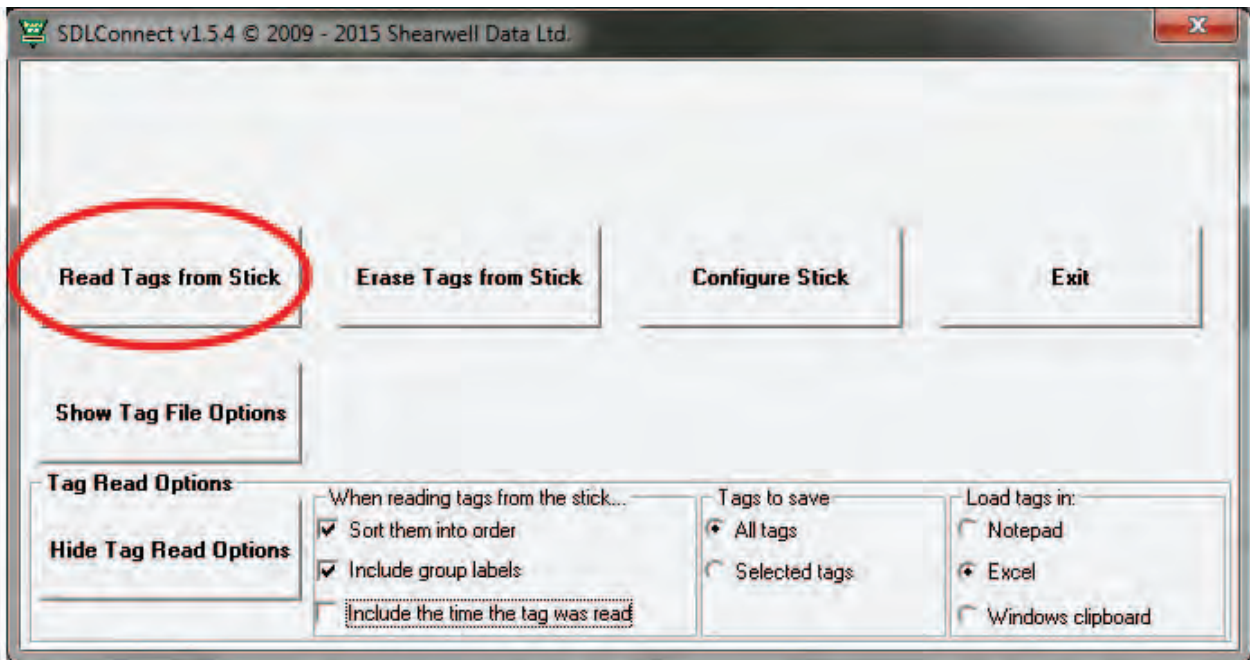 SDLConnect v1.5.4 © 2009 - 2015 Shearwell Data Ltd.
Read Tags from Stick
Erase Tags from Stick
Configure Stick
Exit
Show Tag File Options
Tag Read Options
Hide Tag Read Options
When reading tags from the stick...
Sort them into order
Include group labels
Include the time the tag was read
Tags to save
All tags
Selected tags
Load tags in:
Notepad
Excel
Windows clipboard